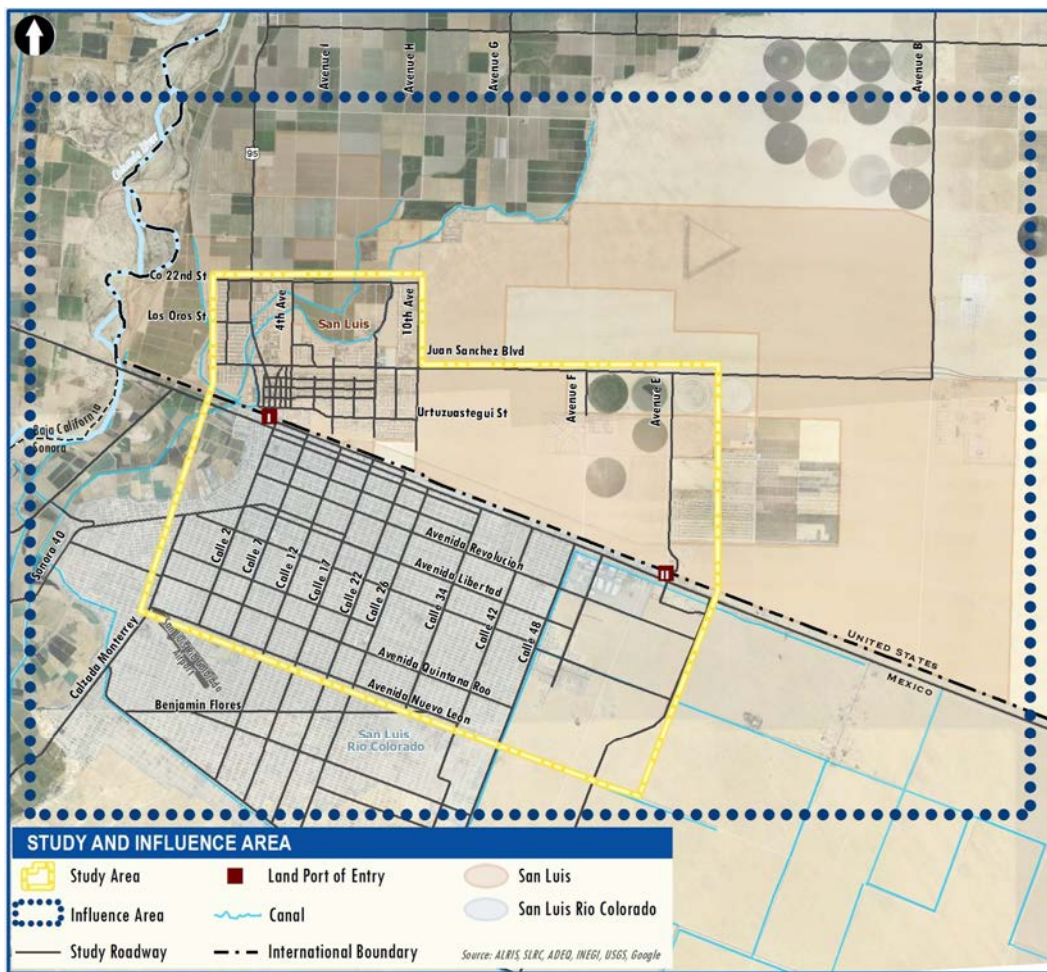 Avenue I
Avenue H
Avenue G
Avenue B
95
Co 22nd St
Los Oros St
4th Ave
San Luis
10th Ave
Juan Sanchez Blvd
Urtuzuastegui St
Avenue F
Avenue E
I
II
Baja California
Sonora
Sonora 40
Calle 2
Calle 7
Calle 12
Calle 17
Calle 22
Calle 26
Calle 34
Calle 42
Calle 48
Avenida Revolucion
Avenida Libertad
Avenida Quintana Roo
Avenida Nuevo Leon
Calzada Monterrey
Airport
Benjamin Flores
San Luis
Rio Colorado
UNITED STATES
MEXICO
STUDY AND INFLUENCE AREA
Study Area
Land Port of Entry
San Luis
Influence Area
Canal
San Luis Rio Colorado
Study Roadway
International Boundary
Source: ALRIS, SLRC, ADEQ, INEGI, USGS, Google